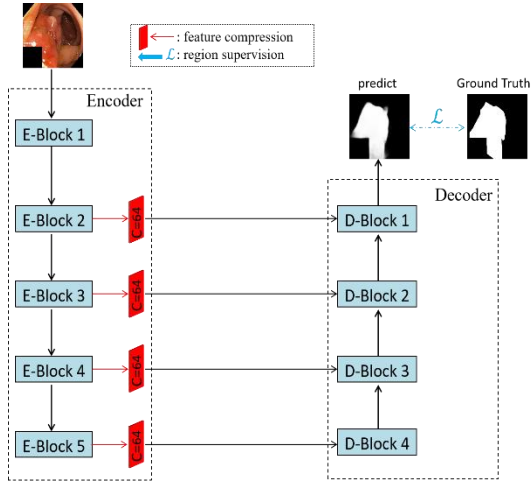 : feature compression
ℒ: region supervision
Encoder
predict
Ground Truth
E-Block 1
ℒ
Decoder
E-Block 2
C=64
D-Block 1
E-Block 3
C=64
D-Block 2
E-Block 4
C=64
D-Block 3
E-Block 5
C=64
D-Block 4